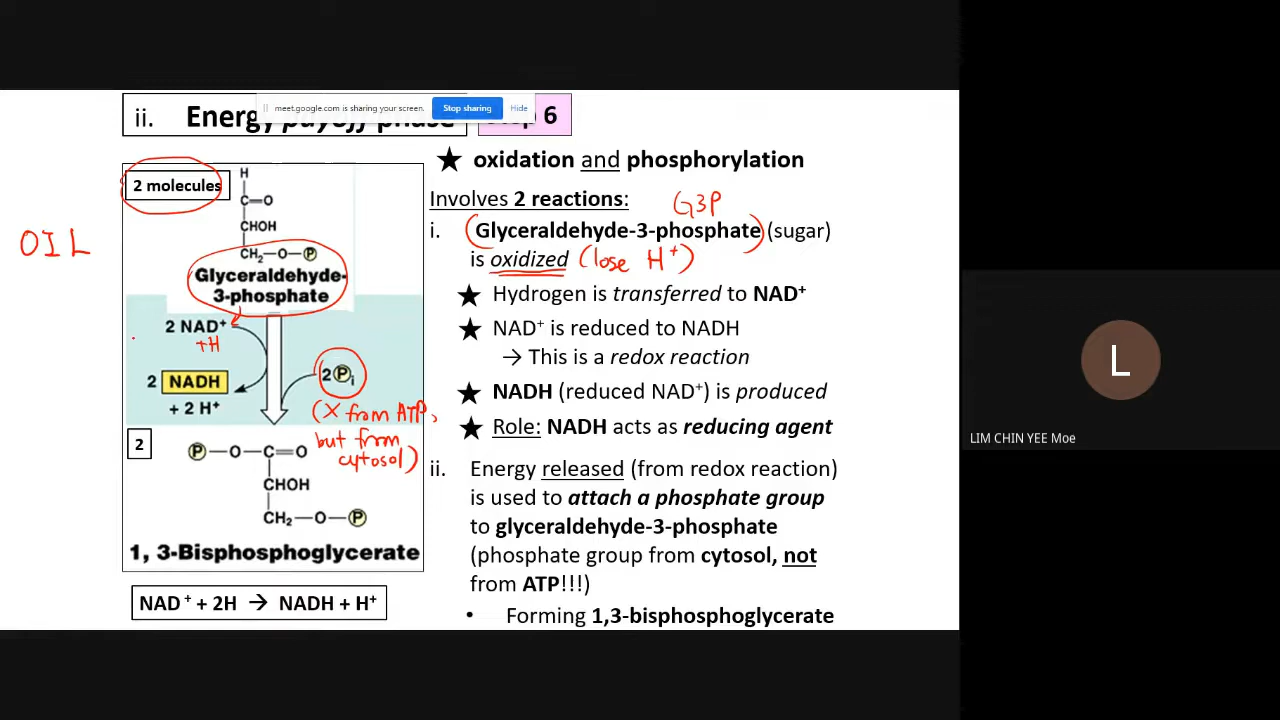 meet.google.com is sharing your screen.
Stop sharing
Hide
ii. Energy payoff phase
Step 6
2 molecules
H
C=O
CHOH
CH₂—O—P
Glyceraldehyde-
3-phosphate
OIL
2 NAD⁺
+H
2 NADH
+ 2 H⁺
2 Pi
(X from ATP,
but from
cytosol)
2
P—O—C=O
CHOH
CH₂—O—P
1, 3-Bisphosphoglycerate
NAD⁺ + 2H → NADH + H⁺
★ oxidation and phosphorylation
Involves 2 reactions:
G3P
i. (Glyceraldehyde-3-phosphate) (sugar)
is oxidized (lose H⁺)
★ Hydrogen is transferred to NAD⁺
★ NAD⁺ is reduced to NADH
→ This is a redox reaction
★ NADH (reduced NAD⁺) is produced
★ Role: NADH acts as reducing agent
ii. Energy released (from redox reaction)
is used to attach a phosphate group
to glyceraldehyde-3-phosphate
(phosphate group from cytosol, not
from ATP!!!)
• Forming 1,3-bisphosphoglycerate
L
LIM CHIN YEE Moe